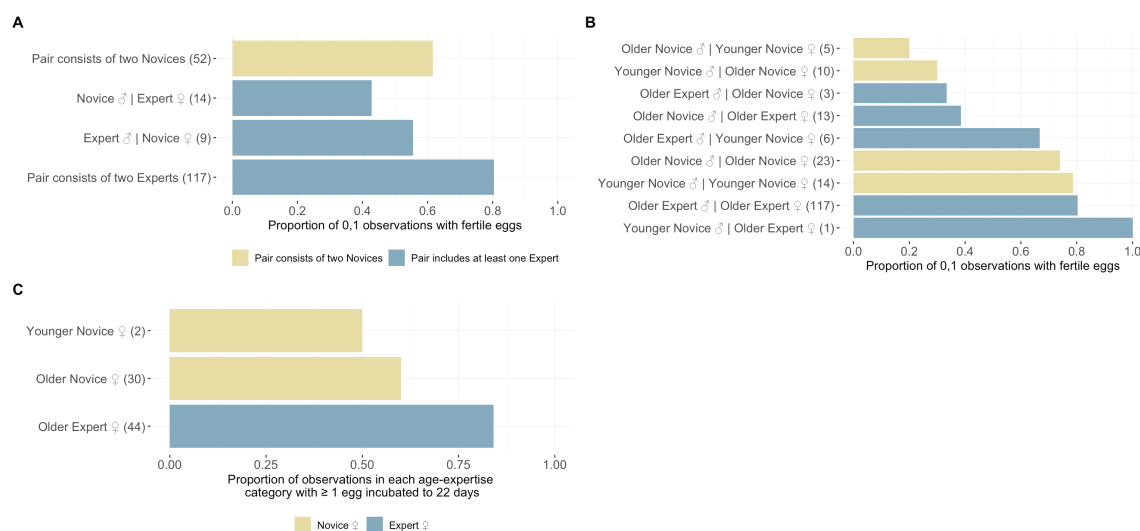 A
Pair consists of two Novices (52)
Novice ♂ | Expert ♀ (14)
Expert ♂ | Novice ♀ (9)
Pair consists of two Experts (117)
0.0 0.2 0.4 0.6 0.8 1.0
Proportion of 0,1 observations with fertile eggs
Pair consists of two Novices Pair includes at least one Expert
B
Older Novice ♂ | Younger Novice ♀ (5)
Younger Novice ♂ | Older Novice ♀ (10)
Older Expert ♂ | Older Novice ♀ (3)
Older Novice ♂ | Older Expert ♀ (13)
Older Expert ♂ | Younger Novice ♀ (6)
Older Novice ♂ | Older Novice ♀ (23)
Younger Novice ♂ | Younger Novice ♀ (14)
Older Expert ♂ | Older Expert ♀ (117)
Younger Novice ♂ | Older Expert ♀ (1)
0.0 0.2 0.4 0.6 0.8 1.0
Proportion of 0,1 observations with fertile eggs
C
Younger Novice ♀ (2)
Older Novice ♀ (30)
Older Expert ♀ (44)
0.00 0.25 0.50 0.75 1.00
Proportion of observations in each age-expertise
category with ≥ 1 egg incubated to 22 days
Novice ♀ Expert ♀